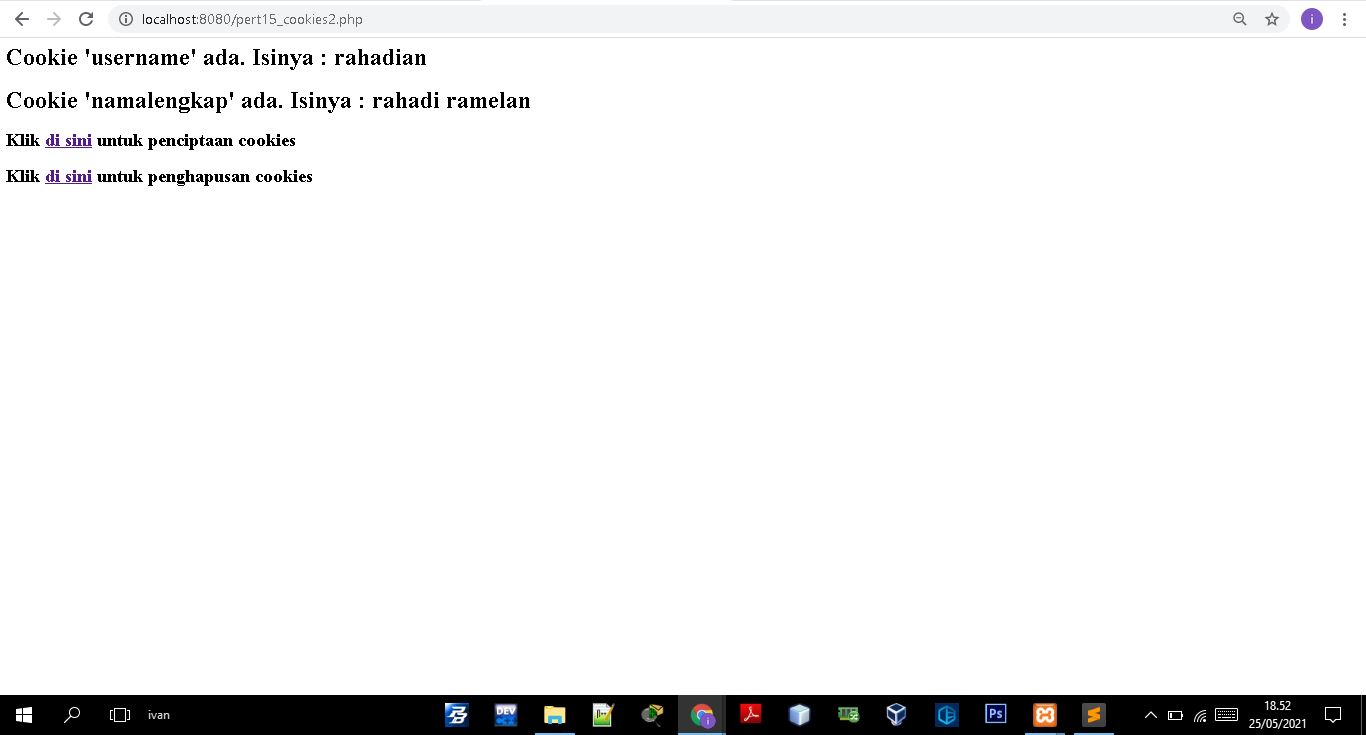 localhost:8080/pert15_cookies2.php
i
Cookie 'username' ada. Isinya : rahadian
Cookie 'namalengkap' ada. Isinya : rahadi ramelan
Klik di sini untuk penciptaan cookies
Klik di sini untuk penghapusan cookies
ivan
DEV
i
Ps
18.52
25/05/2021